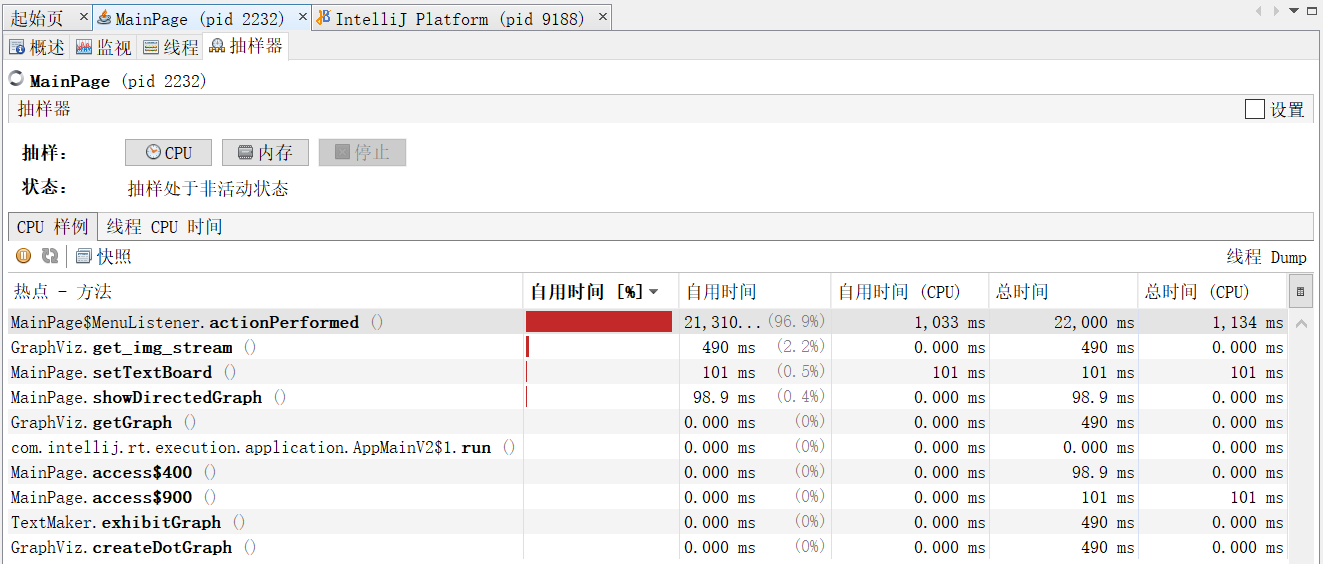 起始页 × MainPage (pid 2232) × IntelliJ Platform (pid 9188) ×
概述 监视 线程 抽样器
MainPage (pid 2232)
抽样器 设置
抽样: CPU 内存 停止
状态: 抽样处于非活动状态
CPU 样例 线程 CPU 时间
快照 线程 Dump
热点 - 方法 自用时间 [%] 自用时间 自用时间 (CPU) 总时间 总时间 (CPU)
MainPage$MenuListener.actionPerformed () 21,310... (96.9%) 1,033 ms 22,000 ms 1,134 ms
GraphViz.get_img_stream () 490 ms (2.2%) 0.000 ms 490 ms 0.000 ms
MainPage.setTextBoard () 101 ms (0.5%) 101 ms 101 ms 101 ms
MainPage.showDirectedGraph () 98.9 ms (0.4%) 0.000 ms 98.9 ms 0.000 ms
GraphViz.getGraph () 0.000 ms (0%) 0.000 ms 490 ms 0.000 ms
com.intellij.rt.execution.application.AppMainV2$1.run () 0.000 ms (0%) 0.000 ms 0.000 ms 0.000 ms
MainPage.access$400 () 0.000 ms (0%) 0.000 ms 98.9 ms 0.000 ms
MainPage.access$900 () 0.000 ms (0%) 0.000 ms 101 ms 101 ms
TextMaker.exhibitGraph () 0.000 ms (0%) 0.000 ms 490 ms 0.000 ms
GraphViz.createDotGraph () 0.000 ms (0%) 0.000 ms 490 ms 0.000 ms